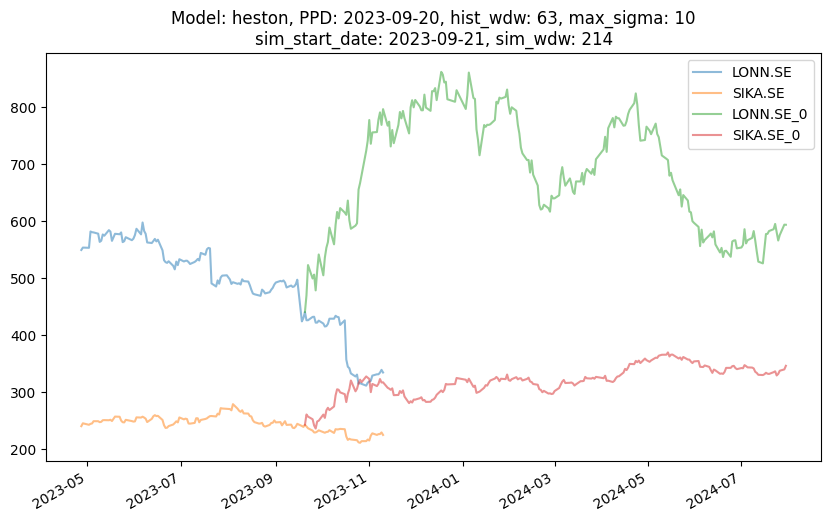 Model: heston, PPD: 2023-09-20, hist_wdw: 63, max_sigma: 10
sim_start_date: 2023-09-21, sim_wdw: 214
LONN.SE
SIKA.SE
LONN.SE_0
SIKA.SE_0
800
700
600
500
400
300
200
2023-05
2023-07
2023-09
2023-11
2024-01
2024-03
2024-05
2024-07